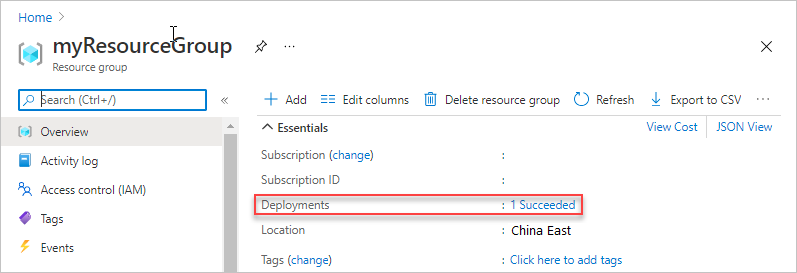 Home >
myResourceGroup ...
Resource group
Search (Ctrl+/) «
Overview
Activity log
Access control (IAM)
Tags
Events
+ Add Edit columns Delete resource group Refresh Export to CSV ...
Essentials View Cost JSON View
Subscription (change) :
Subscription ID :
Deployments : 1 Succeeded
Location : China East
Tags (change) : Click here to add tags